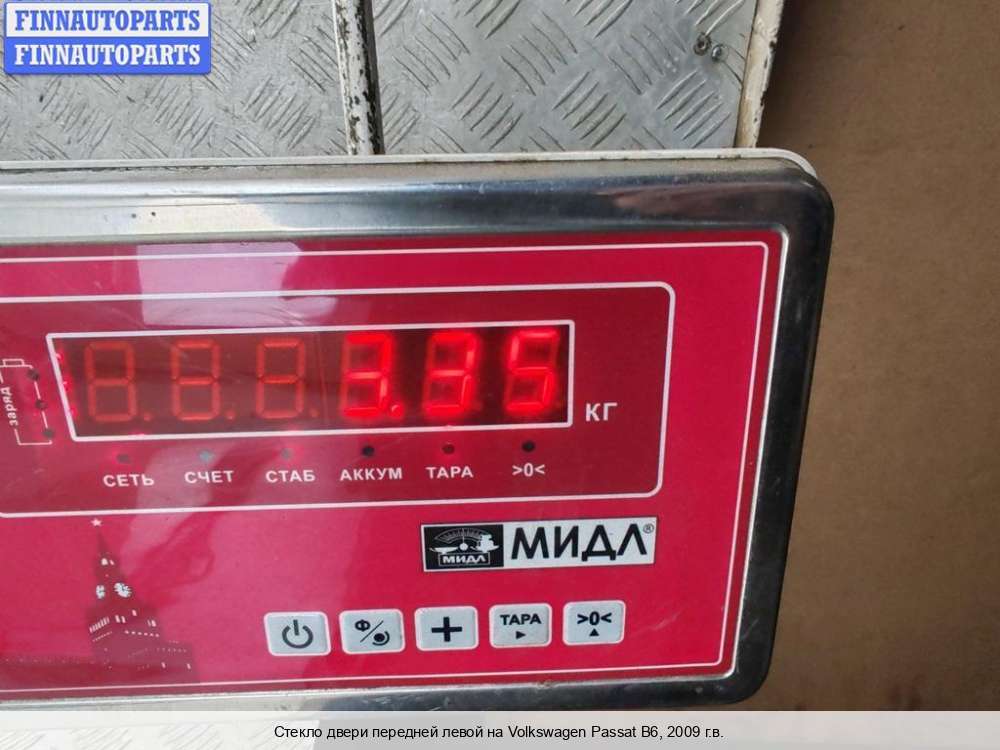 FINNAUTOPARTS
FINNAUTOPARTS
3.35
КГ
заряд
СЕТЬ СЧЕТ СТАБ АККУМ ТАРА >0<
МИДЛ МИДЛ®
Ф ТАРА >0<
Стекло двери передней левой на Volkswagen Passat B6, 2009 г.в.